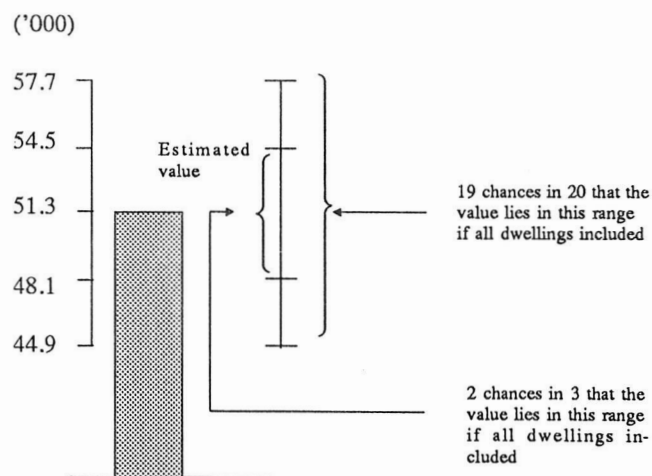 ('000)
57.7
54.5
Estimated
value
51.3
48.1
44.9
19 chances in 20 that the
value lies in this range
if all dwellings included
2 chances in 3 that the
value lies in this range
if all dwellings in-
cluded